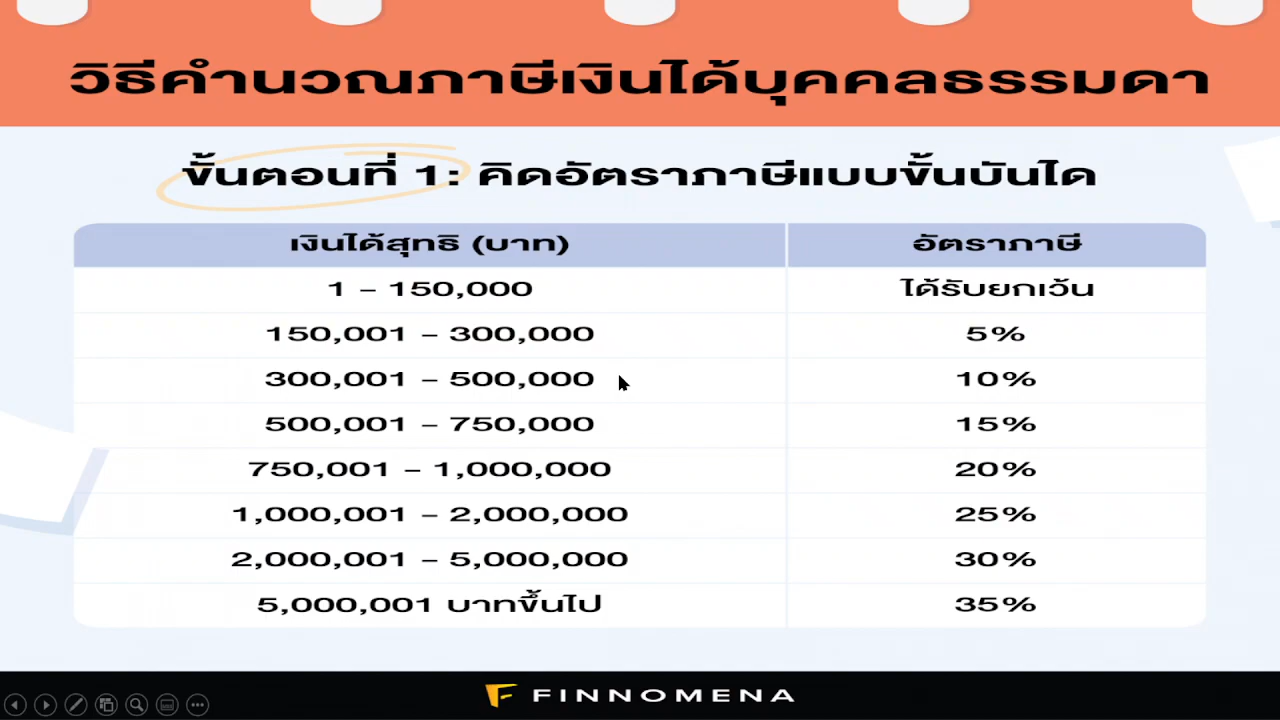 วิธีคำนวณภาษีเงินได้บุคคลธรรมดา
ขั้นตอนที่ 1: คิดอัตราภาษีแบบขั้นบันได
เงินได้สุทธิ (บาท) อัตราภาษี
1 – 150,000 ได้รับยกเว้น
150,001 – 300,000 5%
300,001 – 500,000 10%
500,001 – 750,000 15%
750,001 – 1,000,000 20%
1,000,001 – 2,000,000 25%
2,000,001 – 5,000,000 30%
5,000,001 บาทขึ้นไป 35%
FINNOMENA